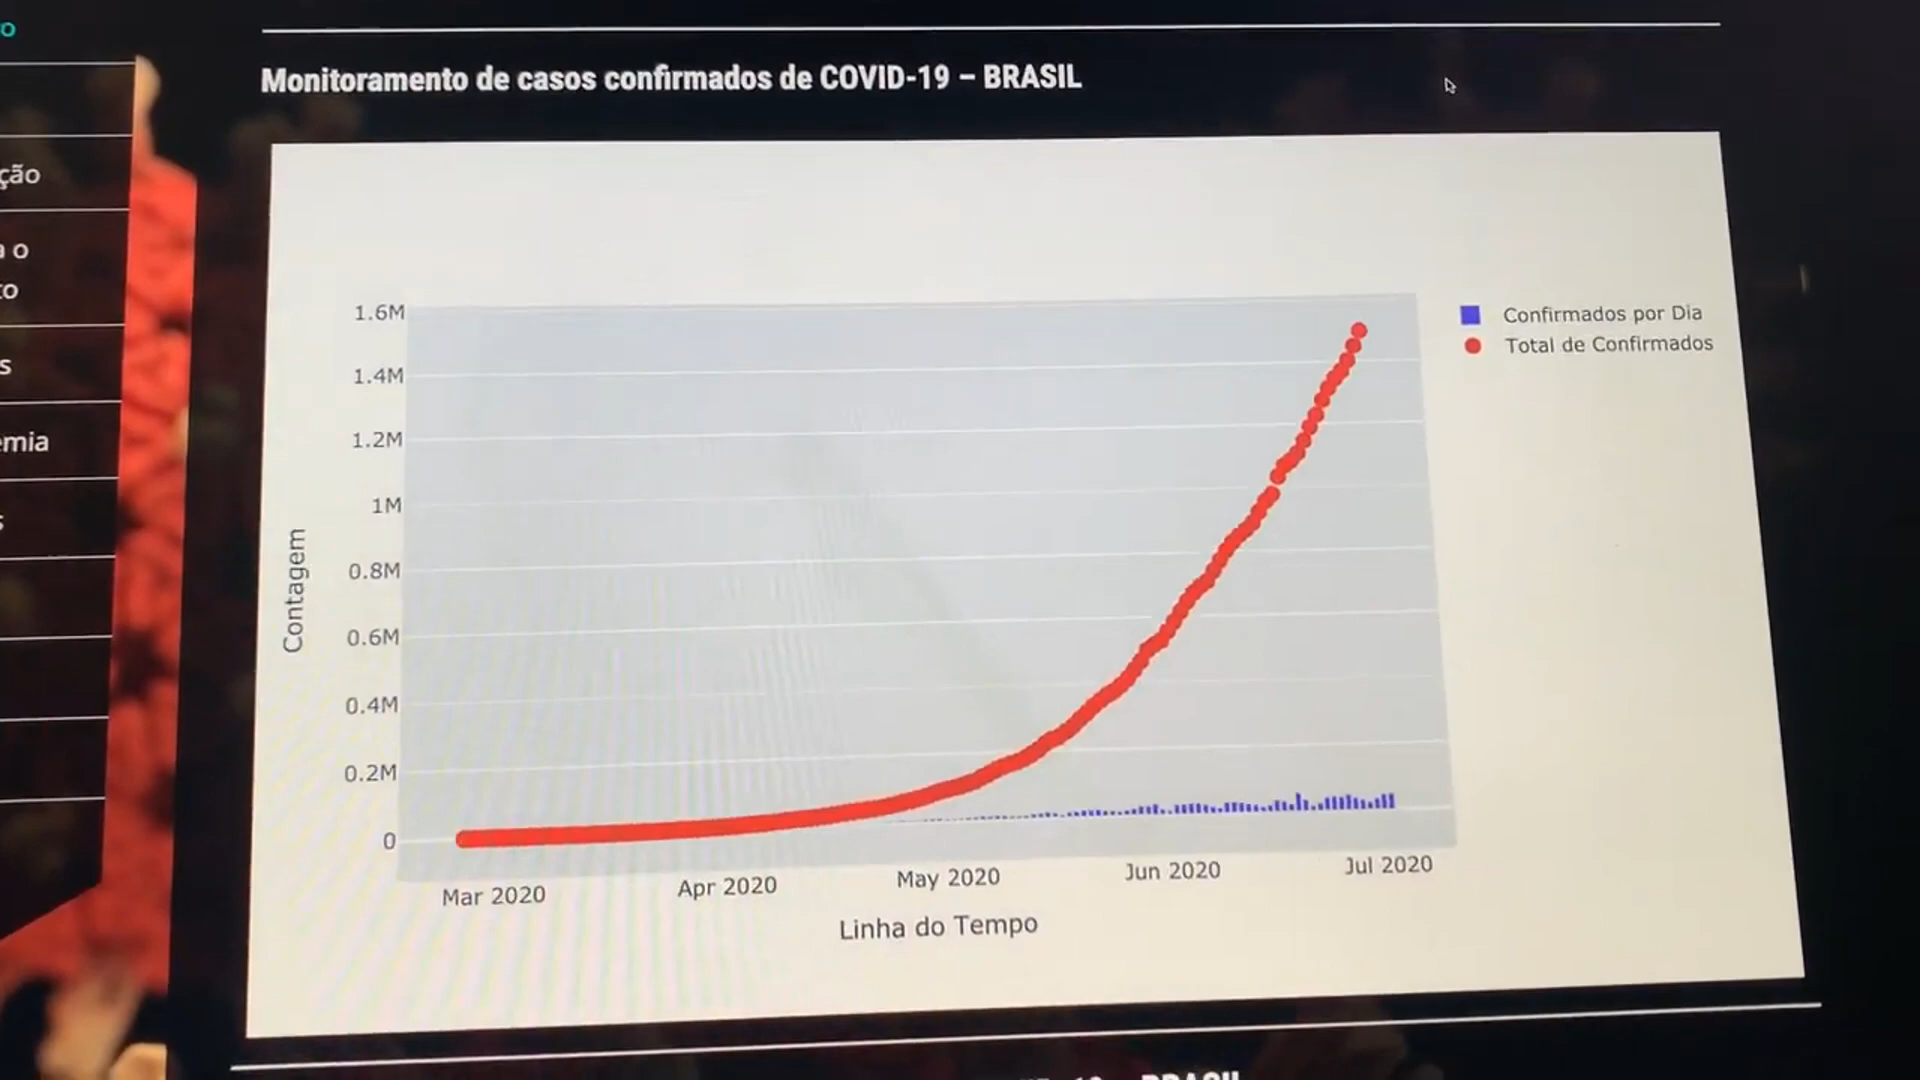 o
Monitoramento de casos confirmados de COVID-19 – BRASIL
ção
a o
to
s
emia
s
1.6M
1.4M
1.2M
1M
0.8M
0.6M
0.4M
0.2M
0
Contagem
Confirmados por Dia
Total de Confirmados
Mar 2020
Apr 2020
May 2020
Jun 2020
Jul 2020
Linha do Tempo
BRASIL